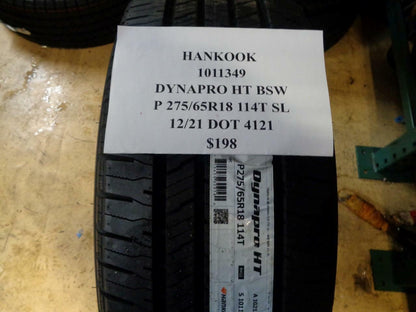 HANKOOK
1011349
DYNAPRO HT BSW
P 275/65R18 114T SL
12/21 DOT 4121
$198
Dynapro HT
P275/65R18 114T